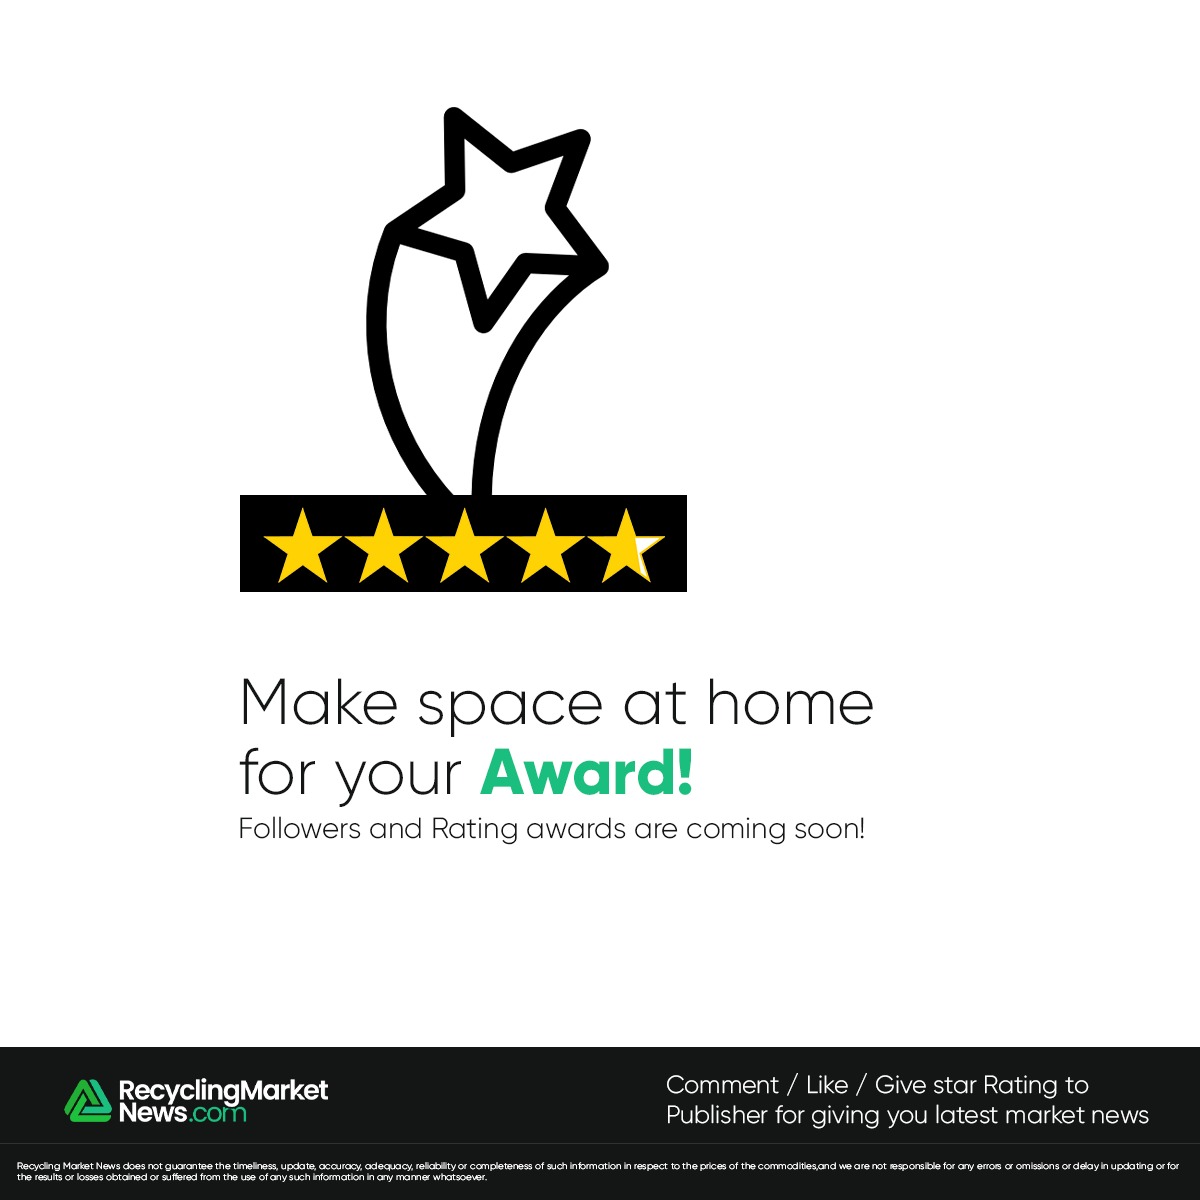 Make space at home
for your Award!
Followers and Rating awards are coming soon!
RecyclingMarket
News.com
Comment / Like / Give star Rating to
Publisher for giving you latest market news
Recycling Market News does not guarantee the timeliness, update, accuracy, adequacy, reliability or completeness of such information in respect to the prices of the commodities,and we are not responsible for any errors or omissions or delay in updating or for
the results or losses obtained or suffered from the use of any such information in any manner whatsoever.